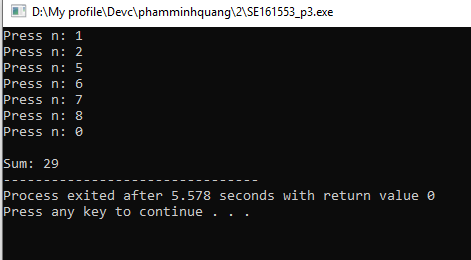 D:\My profile\Devc\phamminhquang\2\SE161553_p3.exe
Press n: 1
Press n: 2
Press n: 5
Press n: 6
Press n: 7
Press n: 8
Press n: 0
Sum: 29
--------------------------------
Process exited after 5.578 seconds with return value 0
Press any key to continue . . .